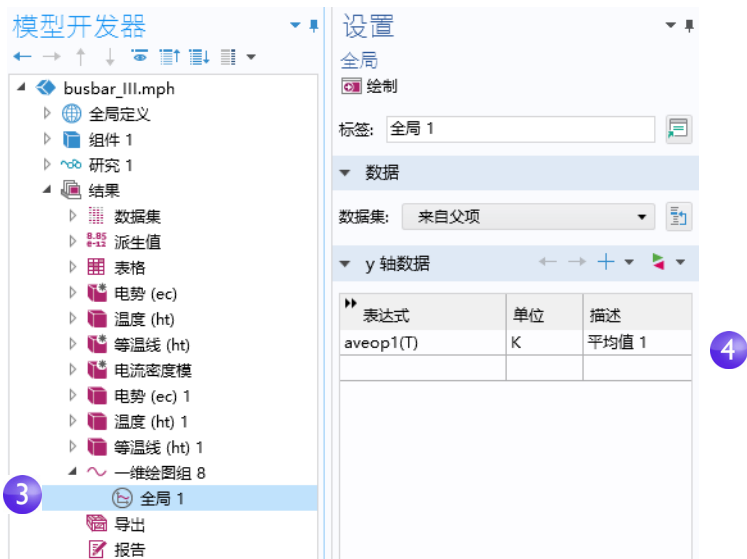 模型开发器
busbar_III.mph
全局定义
组件 1
研究 1
结果
数据集
8.85
e-12
派生值
表格
电势 (ec)
温度 (ht)
等温线 (ht)
电流密度模
电势 (ec) 1
温度 (ht) 1
等温线 (ht) 1
一维绘图组 8
3
全局 1
导出
报告
设置
全局
绘制
标签: 全局 1
数据
数据集: 来自父项
y 轴数据
表达式 单位 描述
aveop1(T) K 平均值 1
4